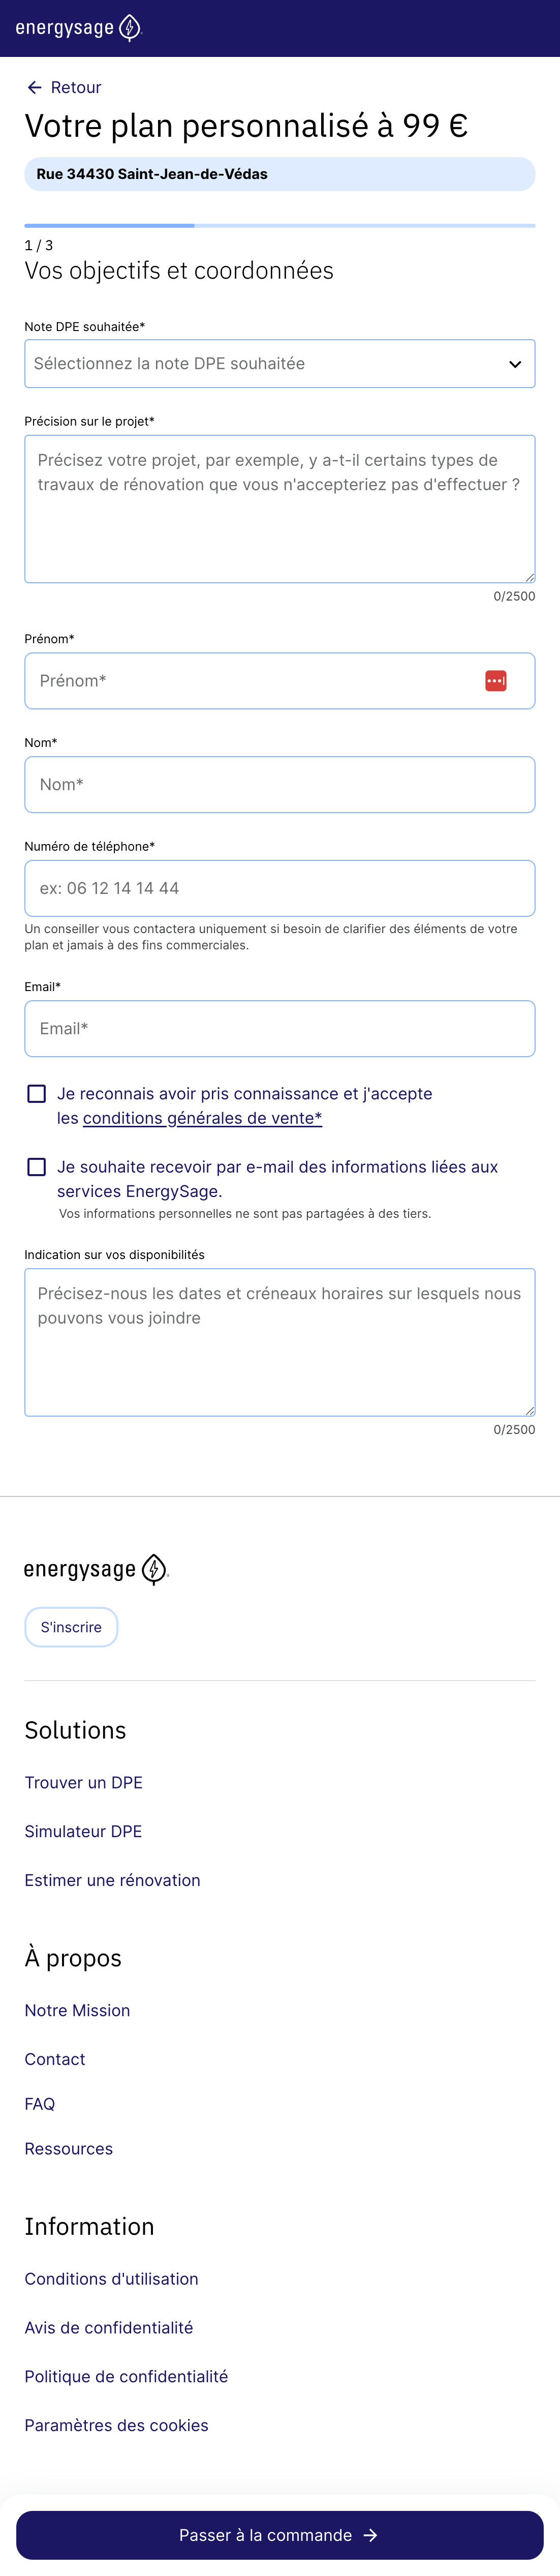 energysage
Retour
Votre plan personnalisé à 99 €
Rue 34430 Saint-Jean-de-Védas
1 / 3
Vos objectifs et coordonnées
Note DPE souhaitée*
Sélectionnez la note DPE souhaitée
Précision sur le projet*
Précisez votre projet, par exemple, y a-t-il certains types de
travaux de rénovation que vous n'accepteriez pas d'effectuer ?
0/2500
Prénom*
Prénom*
Nom*
Nom*
Numéro de téléphone*
ex: 06 12 14 14 44
Un conseiller vous contactera uniquement si besoin de clarifier des éléments de votre
plan et jamais à des fins commerciales.
Email*
Email*
Je reconnais avoir pris connaissance et j'accepte
les conditions générales de vente*
Je souhaite recevoir par e-mail des informations liées aux
services EnergySage.
Vos informations personnelles ne sont pas partagées à des tiers.
Indication sur vos disponibilités
Précisez-nous les dates et créneaux horaires sur lesquels nous
pouvons vous joindre
0/2500
energysage
S'inscrire
Solutions
Trouver un DPE
Simulateur DPE
Estimer une rénovation
À propos
Notre Mission
Contact
FAQ
Ressources
Information
Conditions d'utilisation
Avis de confidentialité
Politique de confidentialité
Paramètres des cookies
Passer à la commande